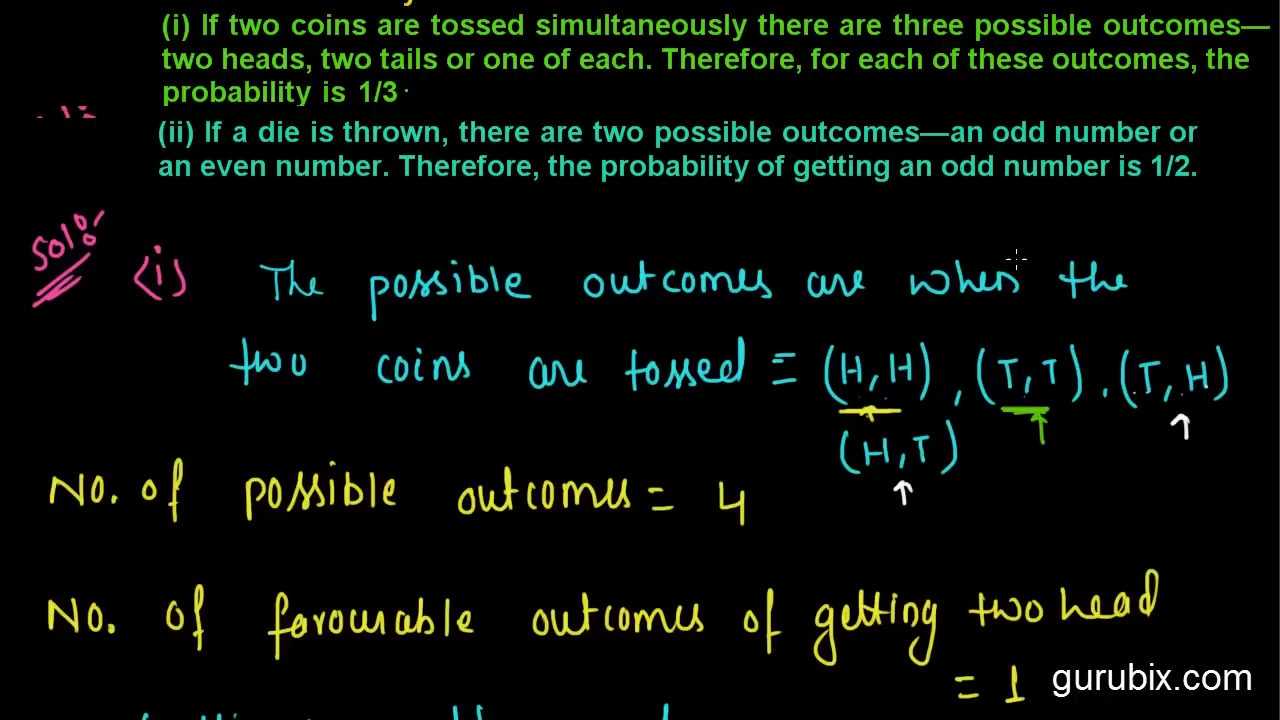 (i) If two coins are tossed simultaneously there are three possible outcomes—
two heads, two tails or one of each. Therefore, for each of these outcomes, the
probability is 1/3.
(ii) If a die is thrown, there are two possible outcomes—an odd number or
an even number. Therefore, the probability of getting an odd number is 1/2.
Sol:
(i) The possible outcomes are when the
two coins are tossed = (H,H), (T,T), (T,H)
(H,T)
No. of possible outcomes = 4
No. of favourable outcomes of getting two head
= 1
gurubix.com